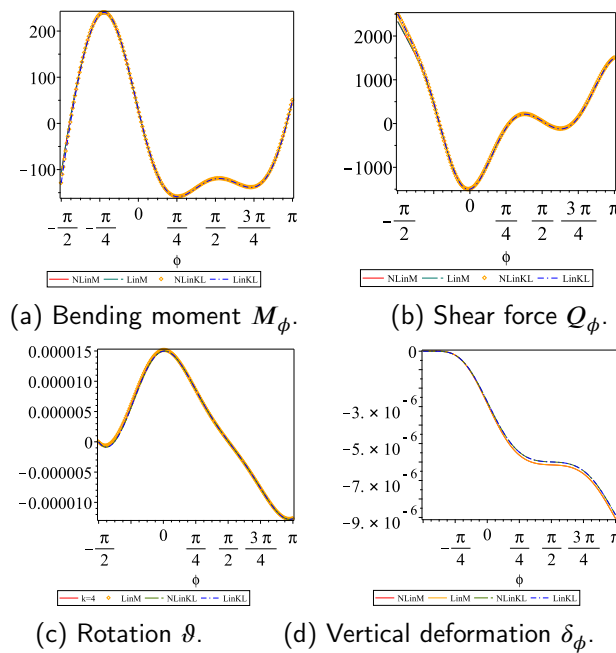 200
100
0
−100
−π/2 −π/4 0 π/4 π/2 3π/4 π
ϕ
NLinM LinM NLinKL LinKL
(a) Bending moment M_ϕ.
2000
1000
0
−1000
−π/2 0 π/4 π/2 3π/4 π
ϕ
NLinM LinM NLinKL LinKL
(b) Shear force Q_ϕ.
0.000015
0.000010
0.000005
0
−0.000005
−0.000010
−π/2 0 π/4 π/2 3π/4 π
ϕ
k=4 LinM NLinKL LinKL
(c) Rotation ϑ.
0
−3. × 10^−6
−5. × 10^−6
−7. × 10^−6
−9. × 10^−6
−π/4 0 π/4 π/2 3π/4 π
ϕ
NLinM LinM NLinKL LinKL
(d) Vertical deformation δ_ϕ.